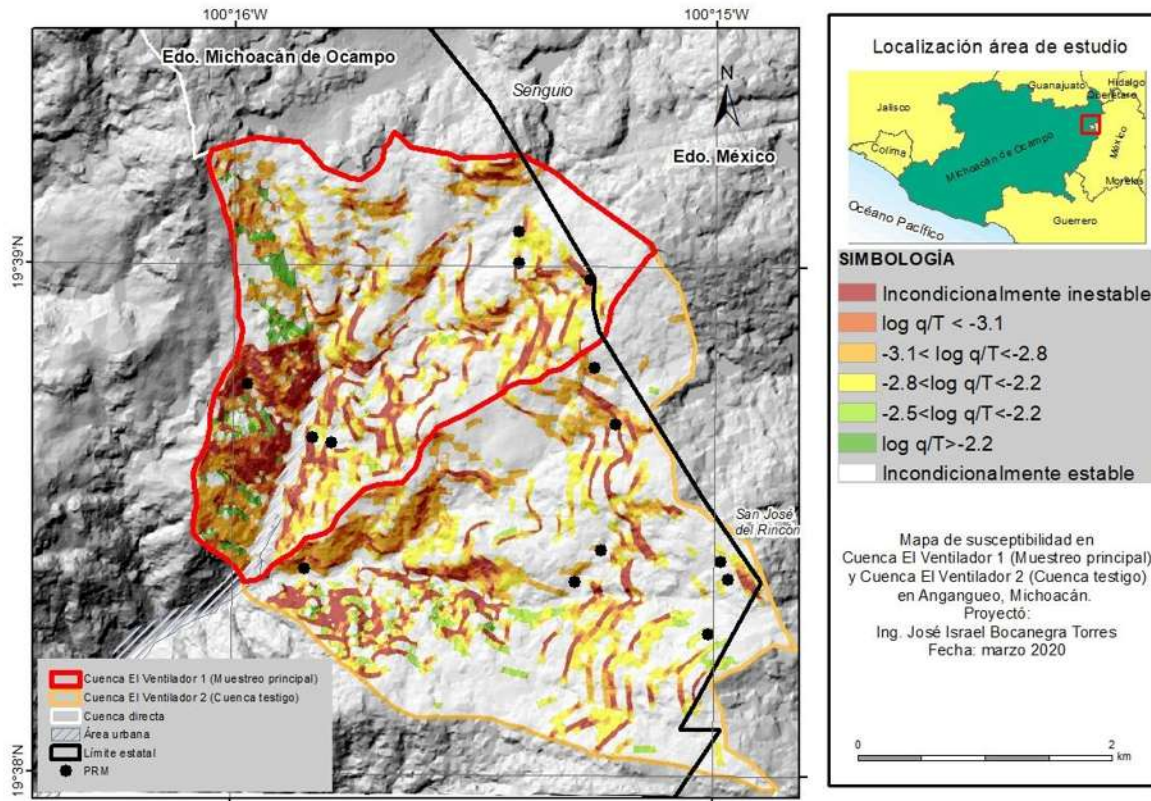 100°16'W
100°15'W
Edo. Michoacán de Ocampo
Senguio
N
Edo. México
19°39'N
San José
del Rincón
19°38'N
Cuenca El Ventilador 1 (Muestreo principal)
Cuenca El Ventilador 2 (Cuenca testigo)
Cuenca directa
Área urbana
Límite estatal
PRM
Localización área de estudio
Guanajuato
Hidalgo
Querétaro
Jalisco
México
Colima
Michoacán de Ocampo
Morelos
Guerrero
Océano Pacífico
SIMBOLOGÍA
Incondicionalmente inestable
log q/T < -3.1
-3.1< log q/T<-2.8
-2.8<log q/T<-2.2
-2.5<log q/T<-2.2
log q/T>-2.2
Incondicionalmente estable
Mapa de susceptibilidad en
Cuenca El Ventilador 1 (Muestreo principal)
y Cuenca El Ventilador 2 (Cuenca testigo)
en Angangueo, Michoacán.
Proyectó:
Ing. José Israel Bocanegra Torres
Fecha: marzo 2020
0 2
km